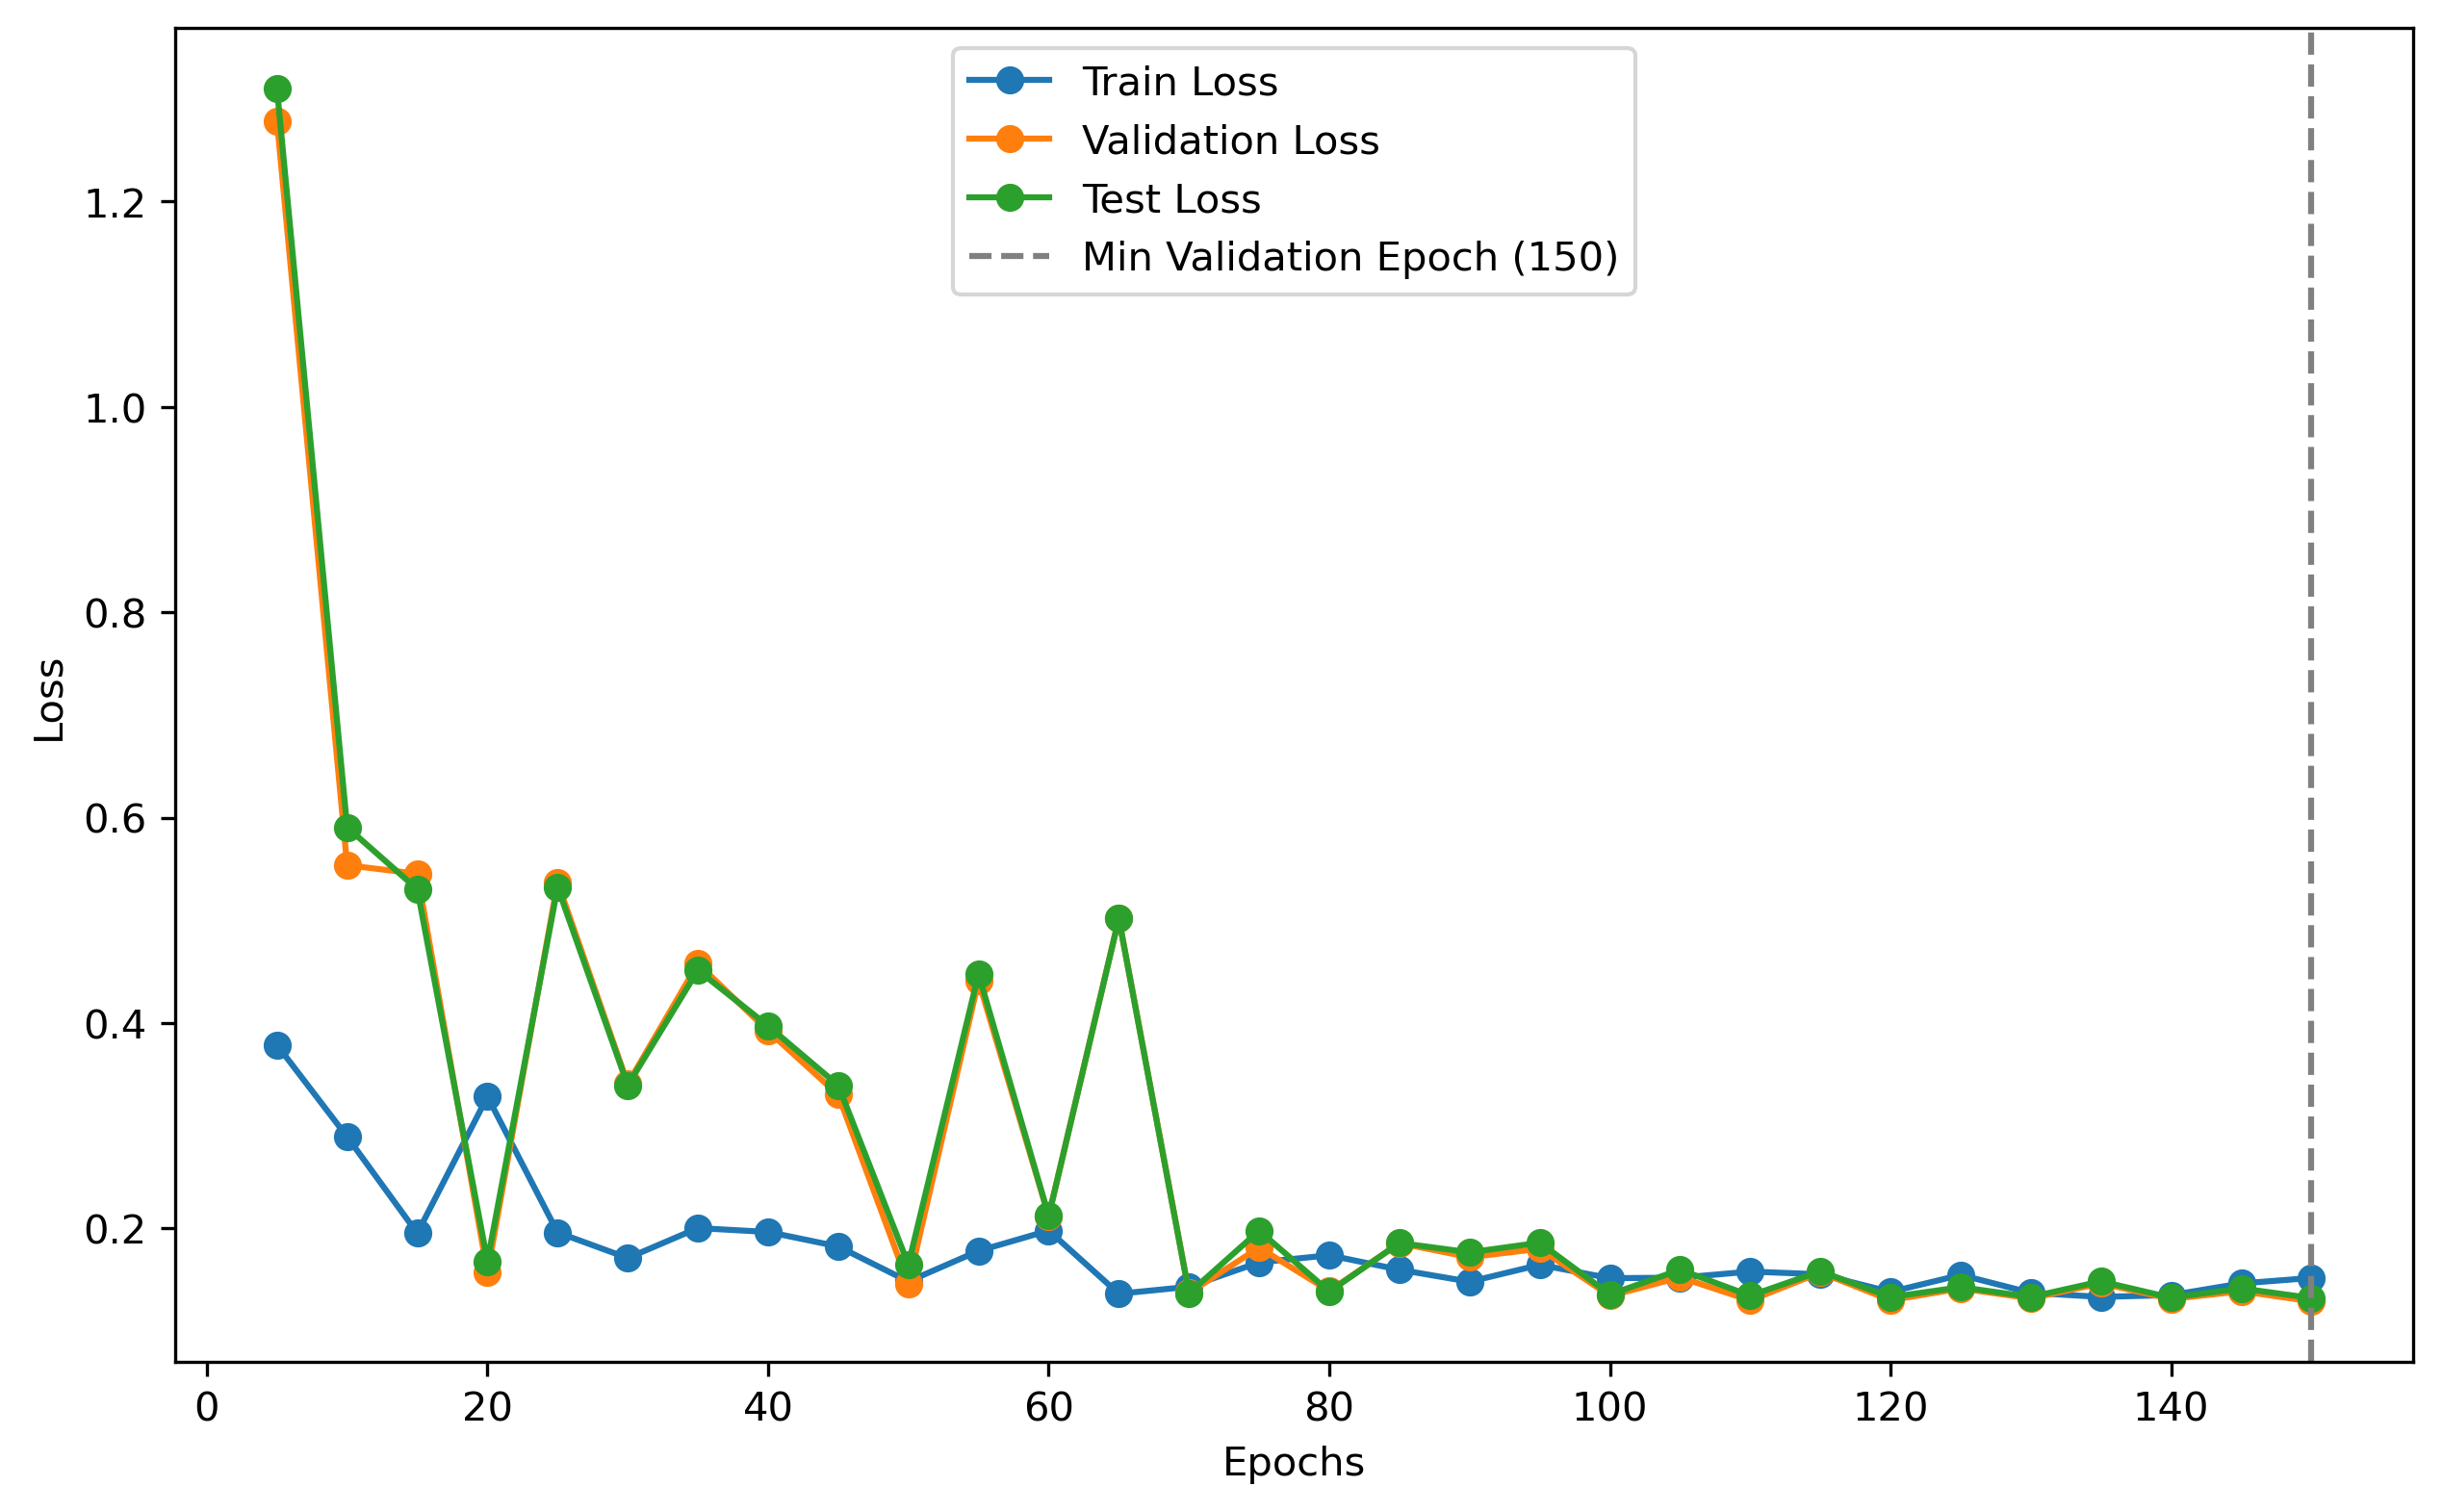 Train Loss
Validation Loss
Test Loss
Min Validation Epoch (150)
1.2
1.0
0.8
0.6
0.4
0.2
Loss
0 20 40 60 80 100 120 140
Epochs